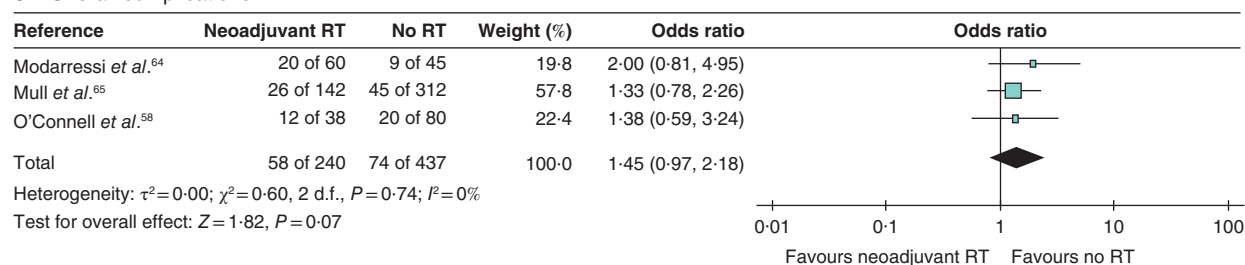 Reference Neoadjuvant RT No RT Weight (%) Odds ratio Odds ratio
Modarressi et al.⁶⁴ 20 of 60 9 of 45 19·8 2·00 (0·81, 4·95)
Mull et al.⁶⁵ 26 of 142 45 of 312 57·8 1·33 (0·78, 2·26)
O'Connell et al.⁵⁸ 12 of 38 20 of 80 22·4 1·38 (0·59, 3·24)
Total 58 of 240 74 of 437 100·0 1·45 (0·97, 2·18)
Heterogeneity: τ²=0·00; χ²=0·60, 2 d.f., P=0·74; I²=0%
Test for overall effect: Z=1·82, P=0·07
0·01 0·1 1 10 100
Favours neoadjuvant RT Favours no RT